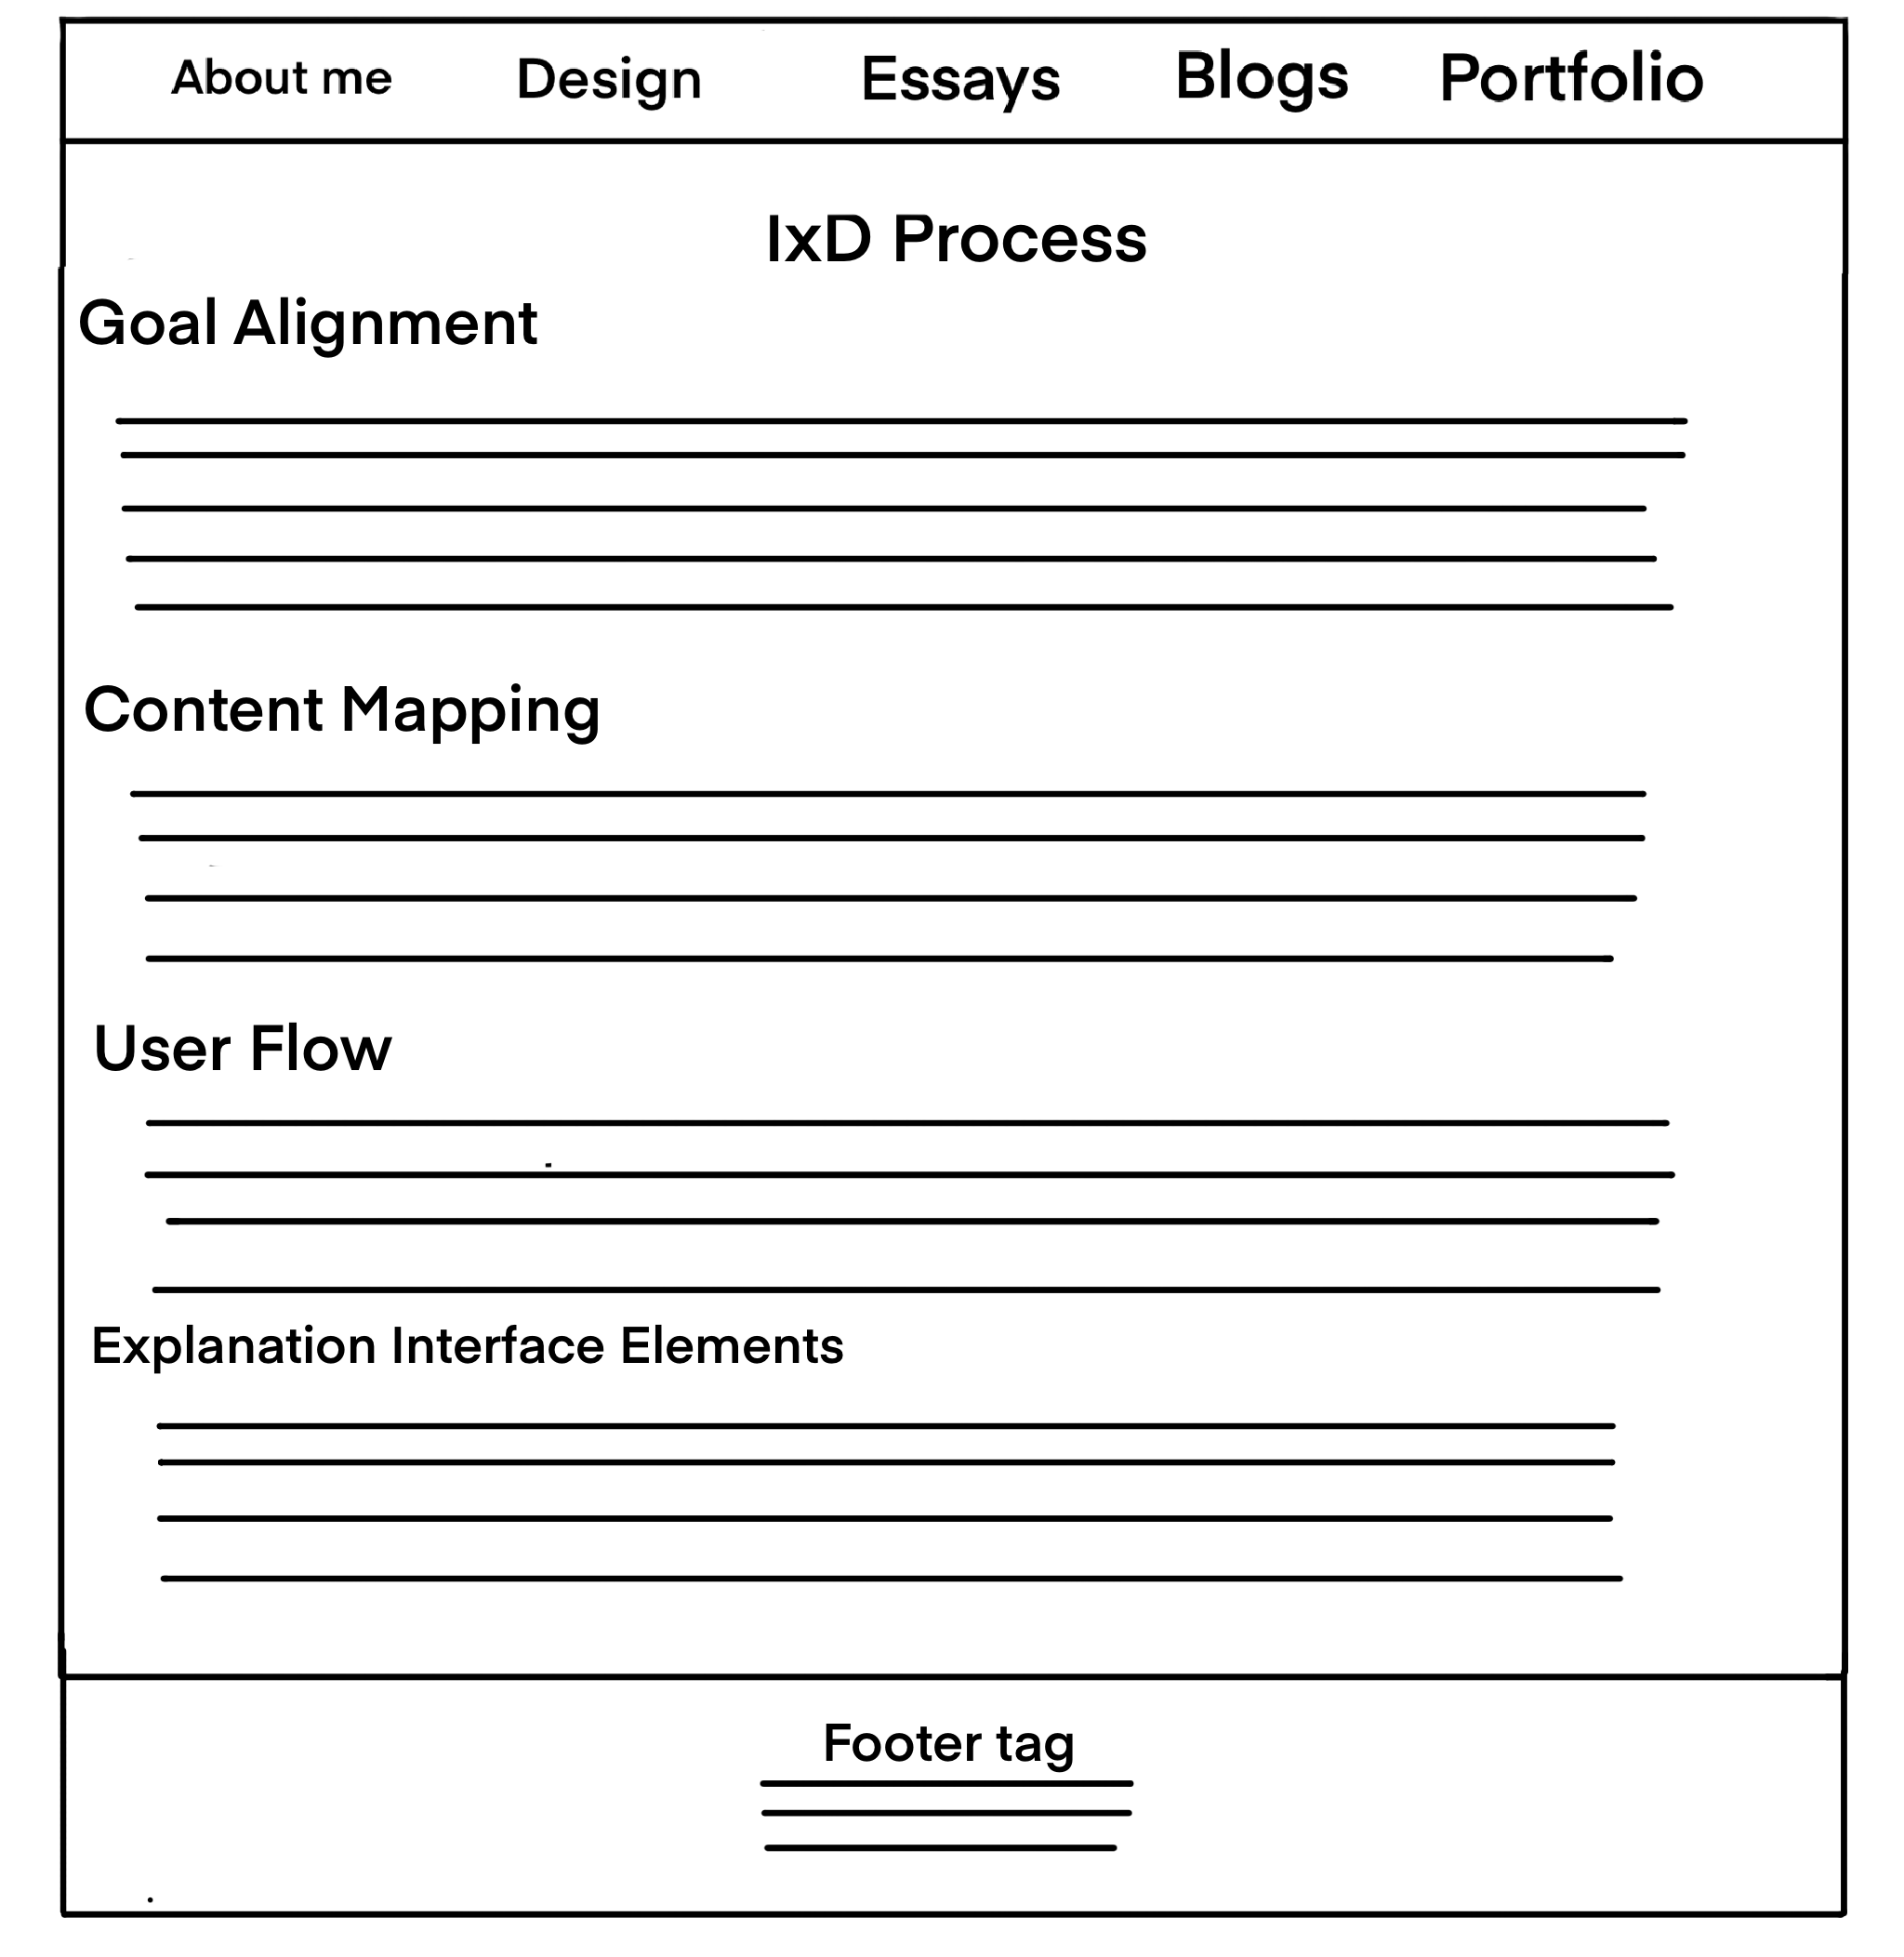 About me Design Essays Blogs Portfolio
IxD Process
Goal Alignment
Content Mapping
User Flow
Explanation Interface Elements
Footer tag